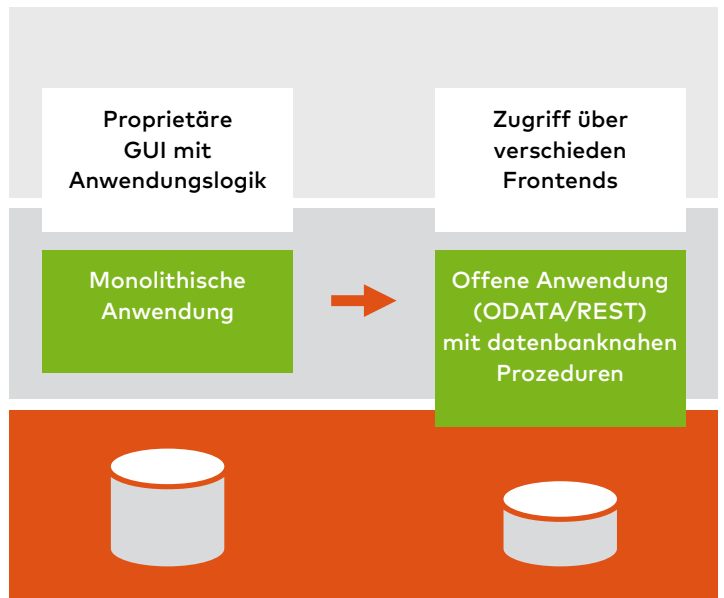 Proprietäre
GUI mit
Anwendungslogik
Zugriff über
verschieden
Frontends
Monolithische
Anwendung
Offene Anwendung
(ODATA/REST)
mit datenbanknahen
Prozeduren